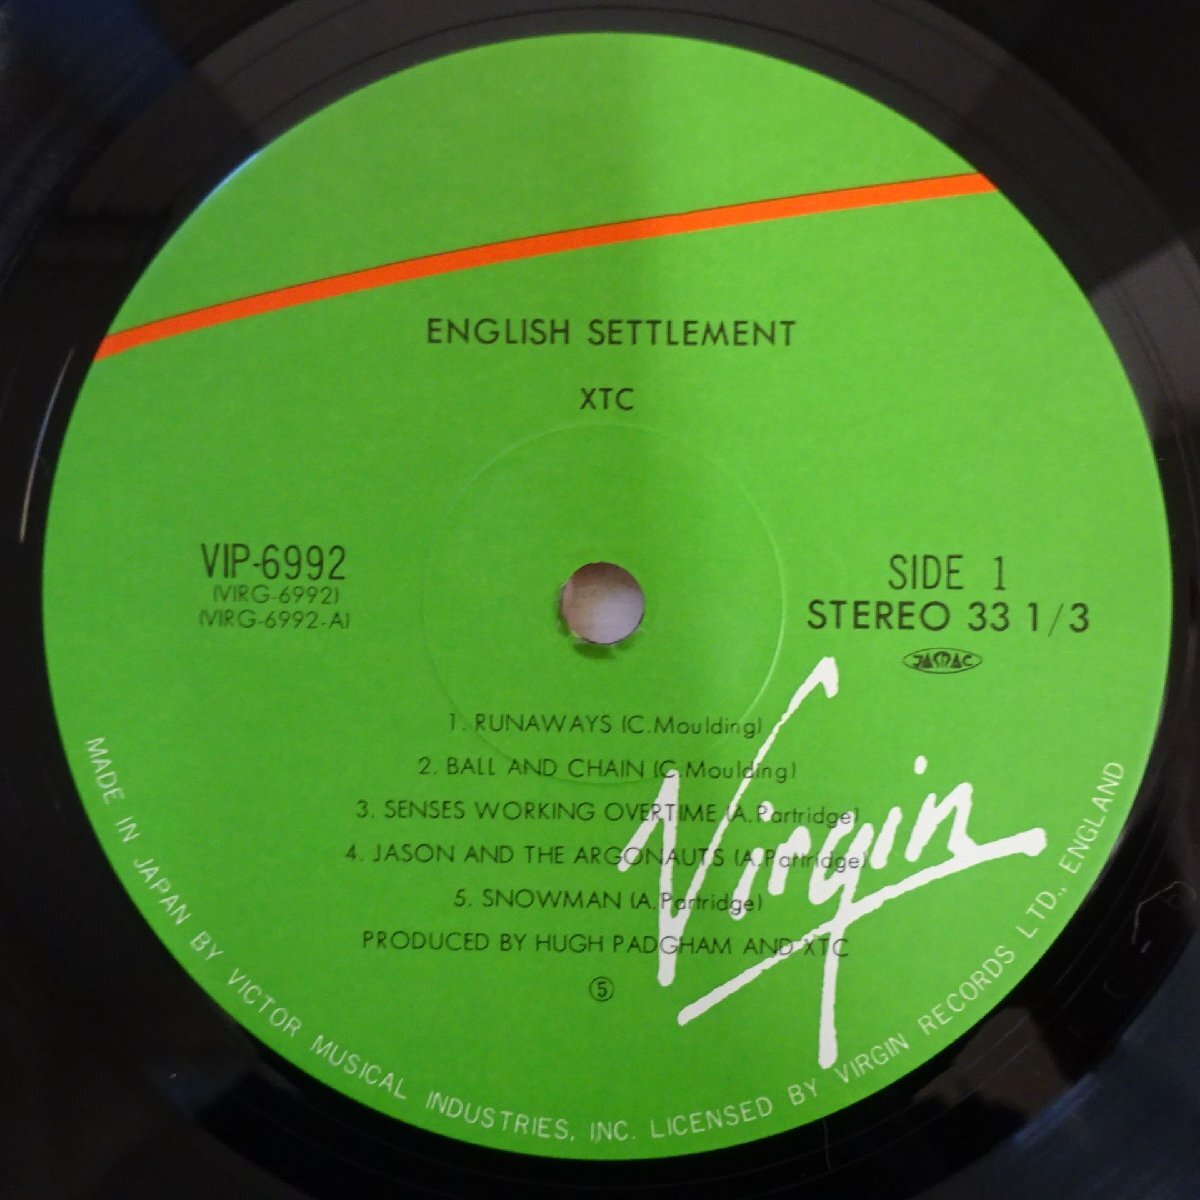 ENGLISH SETTLEMENT
XTC
VIP-6992
(VIRG-6992)
(VIRG-6992-A)
SIDE 1
STEREO 33 1/3
JAMAC
1. RUNAWAYS (C.Moulding)
2. BALL AND CHAIN (C.Moulding)
3. SENSES WORKING OVERTIME (A.Partridge)
4. JASON AND THE ARGONAUTS (A.Partridge)
5. SNOWMAN (A.Partridge)
PRODUCED BY HUGH PADGHAM AND XTC
⑤
Virgin
MADE IN JAPAN BY VICTOR MUSICAL INDUSTRIES, INC. LICENSED BY VIRGIN RECORDS LTD., ENGLAND